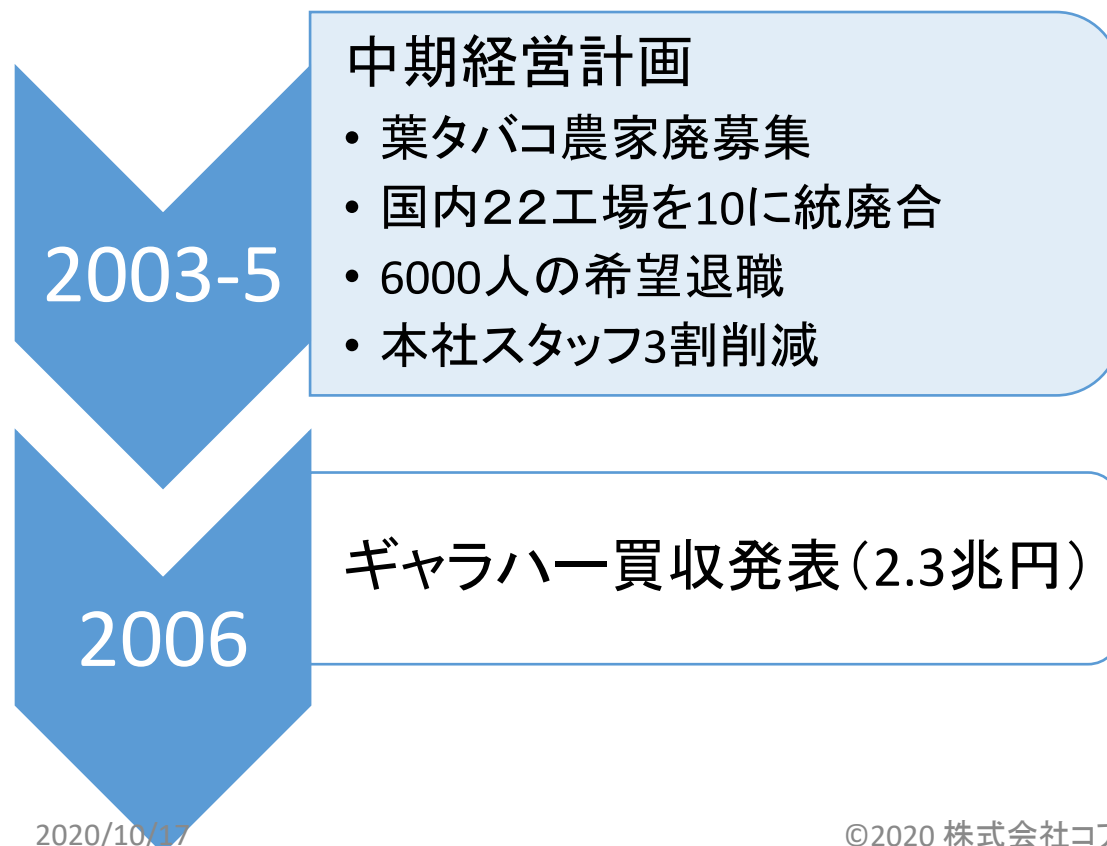 2003-5
中期経営計画
• 葉タバコ農家廃募集
• 国内２２工場を10に統廃合
• 6000人の希望退職
• 本社スタッフ3割削減
2006
ギャラハー買収発表（2.3兆円）
2020/10/17
©2020 株式会社コア